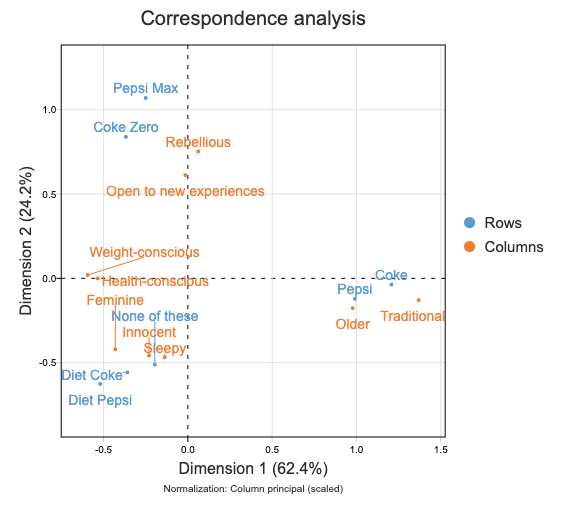 Correspondence analysis
Pepsi Max
1.0
Coke Zero
Rebellious
Open to new experiences
0.5
Rows
Columns
Dimension 2 (24.2%)
Weight-conscious
0.0
Health-conscious
Coke
Pepsi
Feminine
None of these
Traditional
Older
Innocent
Sleepy
-0.5
Diet Coke
Diet Pepsi
-0.5 0.0 0.5 1.0 1.5
Dimension 1 (62.4%)
Normalization: Column principal (scaled)